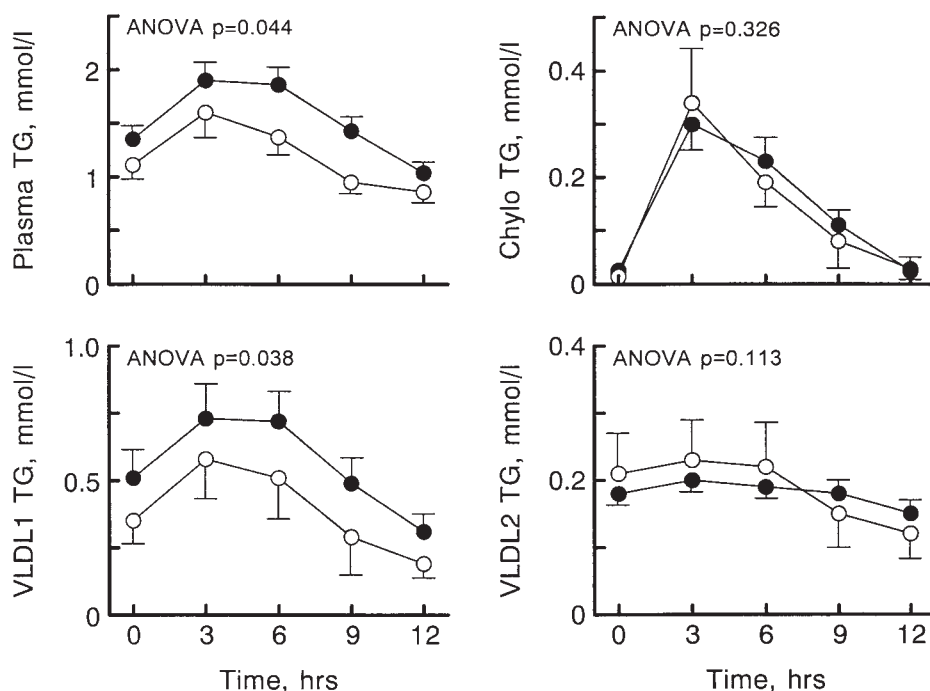 ANOVA p=0.044
Plasma TG, mmol/l
2
1
0
ANOVA p=0.326
Chylo TG, mmol/l
0.4
0.2
0
ANOVA p=0.038
VLDL1 TG, mmol/l
1.0
0.5
0
0 3 6 9 12
Time, hrs
ANOVA p=0.113
VLDL2 TG, mmol/l
0.4
0.2
0
0 3 6 9 12
Time, hrs